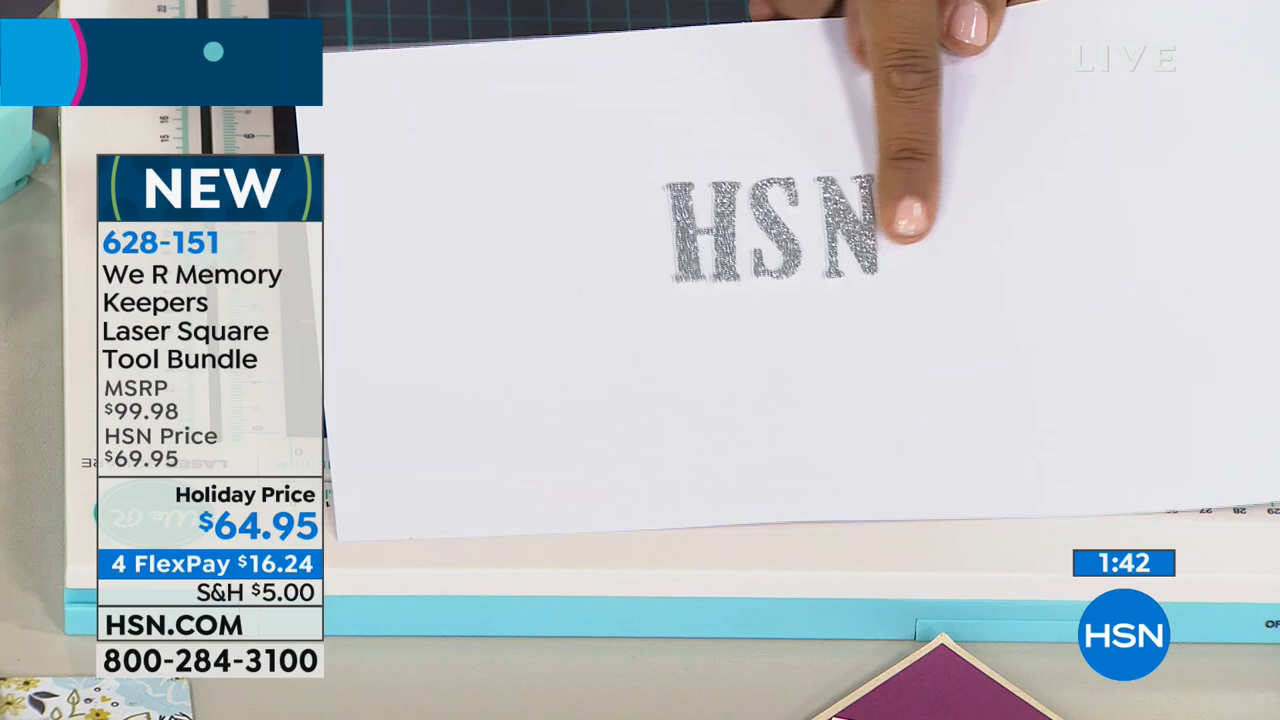 LIVE
HSN
NEW
628-151
We R Memory
Keepers
Laser Square
Tool Bundle
MSRP
$99.98
HSN Price
$69.95
Holiday Price
$64.95
4 FlexPay $16.24
S&H $5.00
HSN.COM
800-284-3100
1:42
HSN